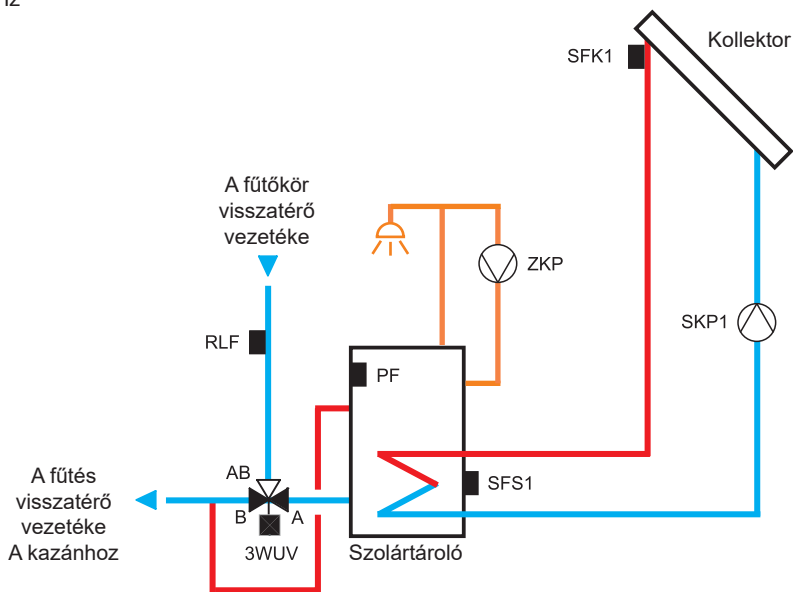 Kollektor
SFK1
A fűtőkör
visszatérő
vezetéke
ZKP
SKP1
RLF
PF
SFS1
A fűtés
visszatérő
vezetéke
A kazánhoz
AB
B
A
3WUV
Szolártároló